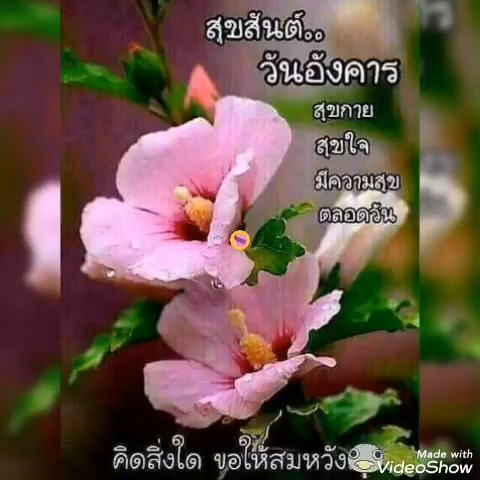 สุขสันต์..
วันอังคาร
สุขกาย
สุขใจ
มีความสุข
ตลอดวัน
คิดสิ่งใด ขอให้สมหวัง
Made with
VideoShow